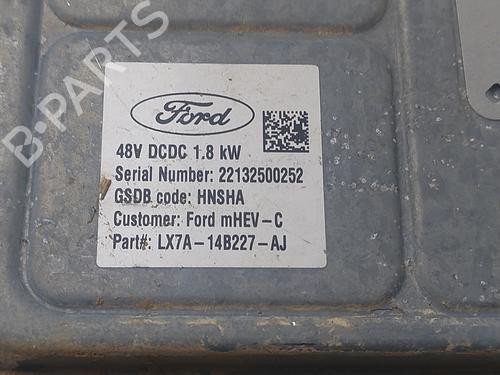 B-PARTS
Ford
48V DCDC 1.8 kW
Serial Number: 22132500252
GSDB code: HNSHA
Customer: Ford mHEV-C
Part#: LX7A-14B227-AJ